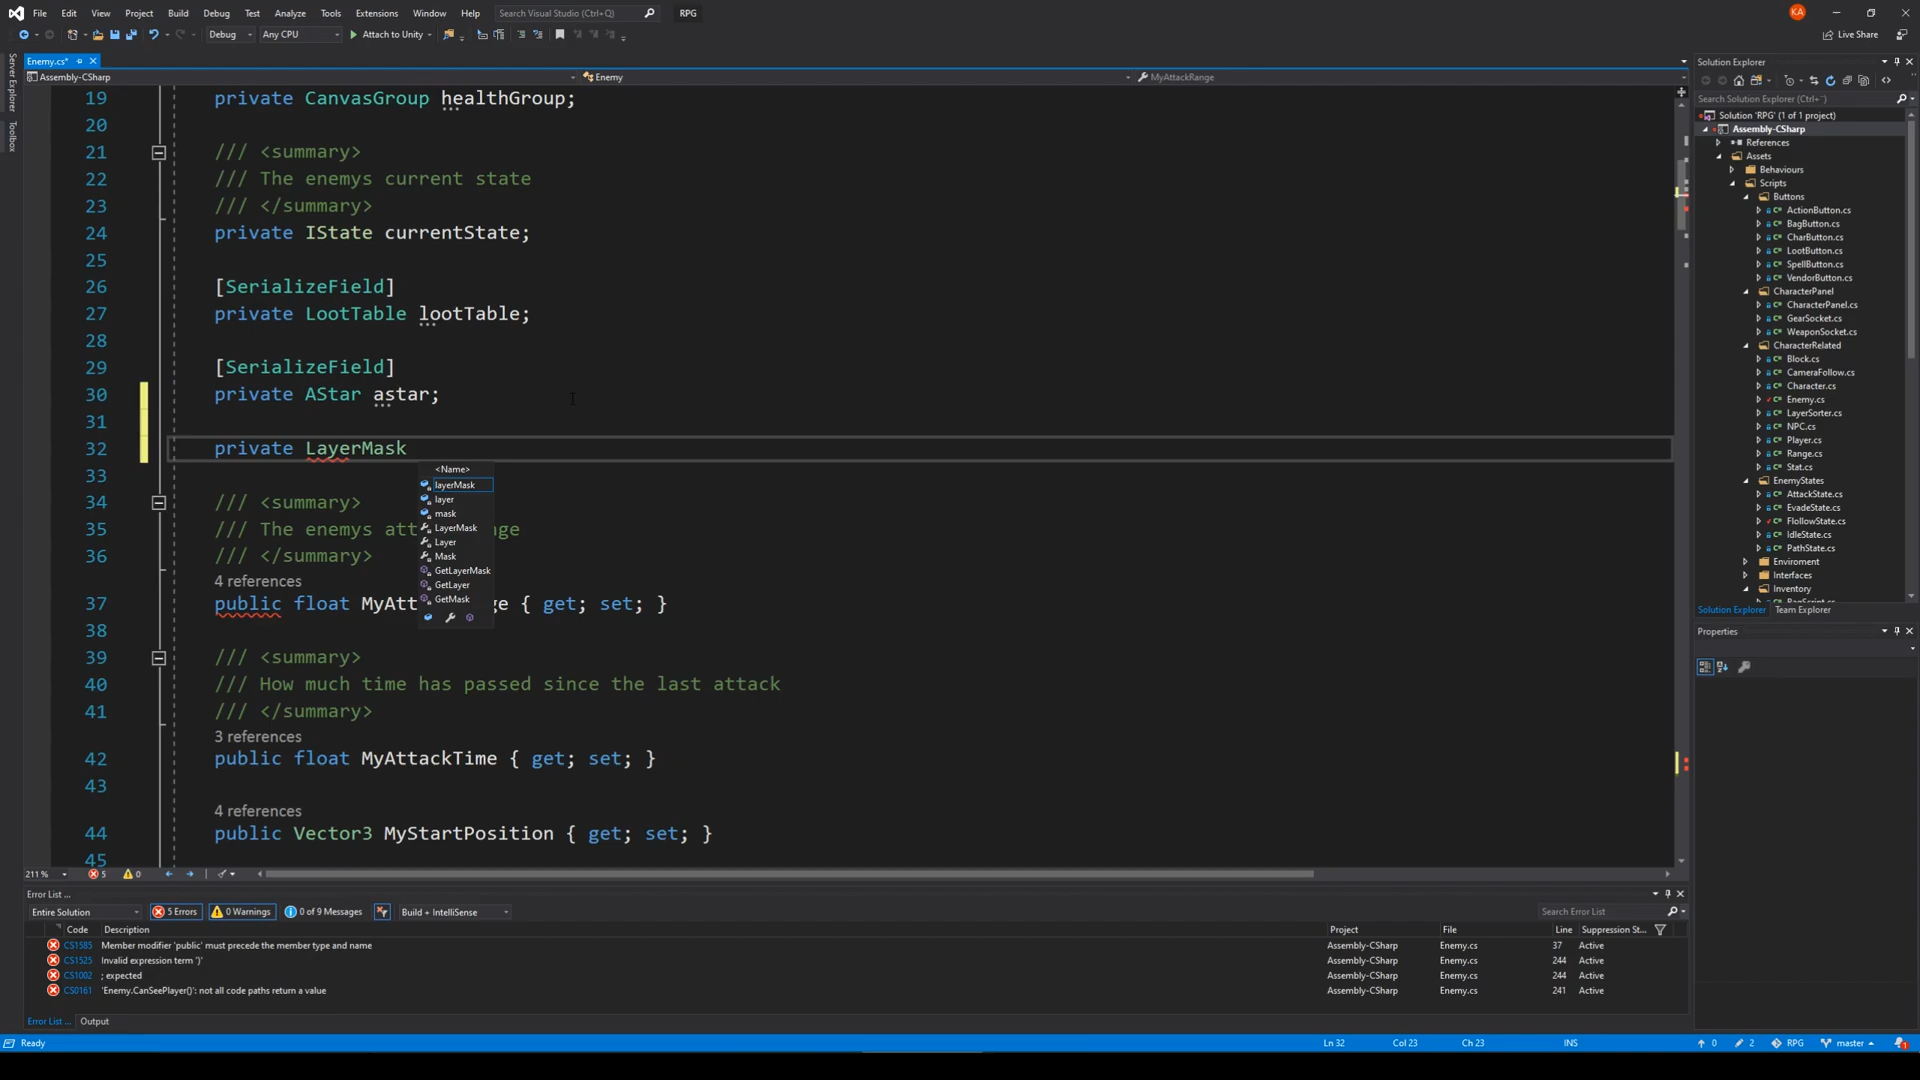 File Edit View Project Build Debug Test Analyze Tools Extensions Window Help Search Visual Studio (Ctrl+Q) RPG KA
Debug Any CPU Attach to Unity Live Share
Server Explorer
Toolbox
Enemy.cs*
Assembly-CSharp Enemy MyAttackRange
19 private CanvasGroup healthGroup;
20
21 /// <summary>
22 /// The enemys current state
23 /// </summary>
24 private IState currentState;
25
26 [SerializeField]
27 private LootTable lootTable;
28
29 [SerializeField]
30 private AStar astar;
31
32 private LayerMask
33
34 /// <summary>
35 /// The enemys att nge
36 /// </summary>
4 references
37 public float MyAtt ge { get; set; }
38
39 /// <summary>
40 /// How much time has passed since the last attack
41 /// </summary>
3 references
42 public float MyAttackTime { get; set; }
43
4 references
44 public Vector3 MyStartPosition { get; set; }
45
<Name>
layerMask
layer
mask
LayerMask
Layer
Mask
GetLayerMask
GetLayer
GetMask
211 % 5 0
Solution Explorer
Search Solution Explorer (Ctrl+¨)
Solution 'RPG' (1 of 1 project)
Assembly-CSharp
References
Assets
Behaviours
Scripts
Buttons
ActionButton.cs
BagButton.cs
CharButton.cs
LootButton.cs
SpellButton.cs
VendorButton.cs
CharacterPanel
CharacterPanel.cs
GearSocket.cs
WeaponSocket.cs
CharacterRelated
Block.cs
CameraFollow.cs
Character.cs
Enemy.cs
LayerSorter.cs
NPC.cs
Player.cs
Range.cs
Stat.cs
EnemyStates
AttackState.cs
EvadeState.cs
FlollowState.cs
IdleState.cs
PathState.cs
Enviroment
Interfaces
Inventory
BagScript.cs
Solution Explorer Team Explorer
Properties
Error List ...
Entire Solution 5 Errors 0 Warnings 0 of 9 Messages Build + IntelliSense Search Error List
Code Description Project File Line Suppression St...
CS1585 Member modifier 'public' must precede the member type and name Assembly-CSharp Enemy.cs 37 Active
CS1525 Invalid expression term '}' Assembly-CSharp Enemy.cs 244 Active
CS1002 ; expected Assembly-CSharp Enemy.cs 244 Active
CS0161 'Enemy.CanSeePlayer()': not all code paths return a value Assembly-CSharp Enemy.cs 241 Active
Error List ... Output
Ready Ln 32 Col 23 Ch 23 INS 0 2 RPG master 1